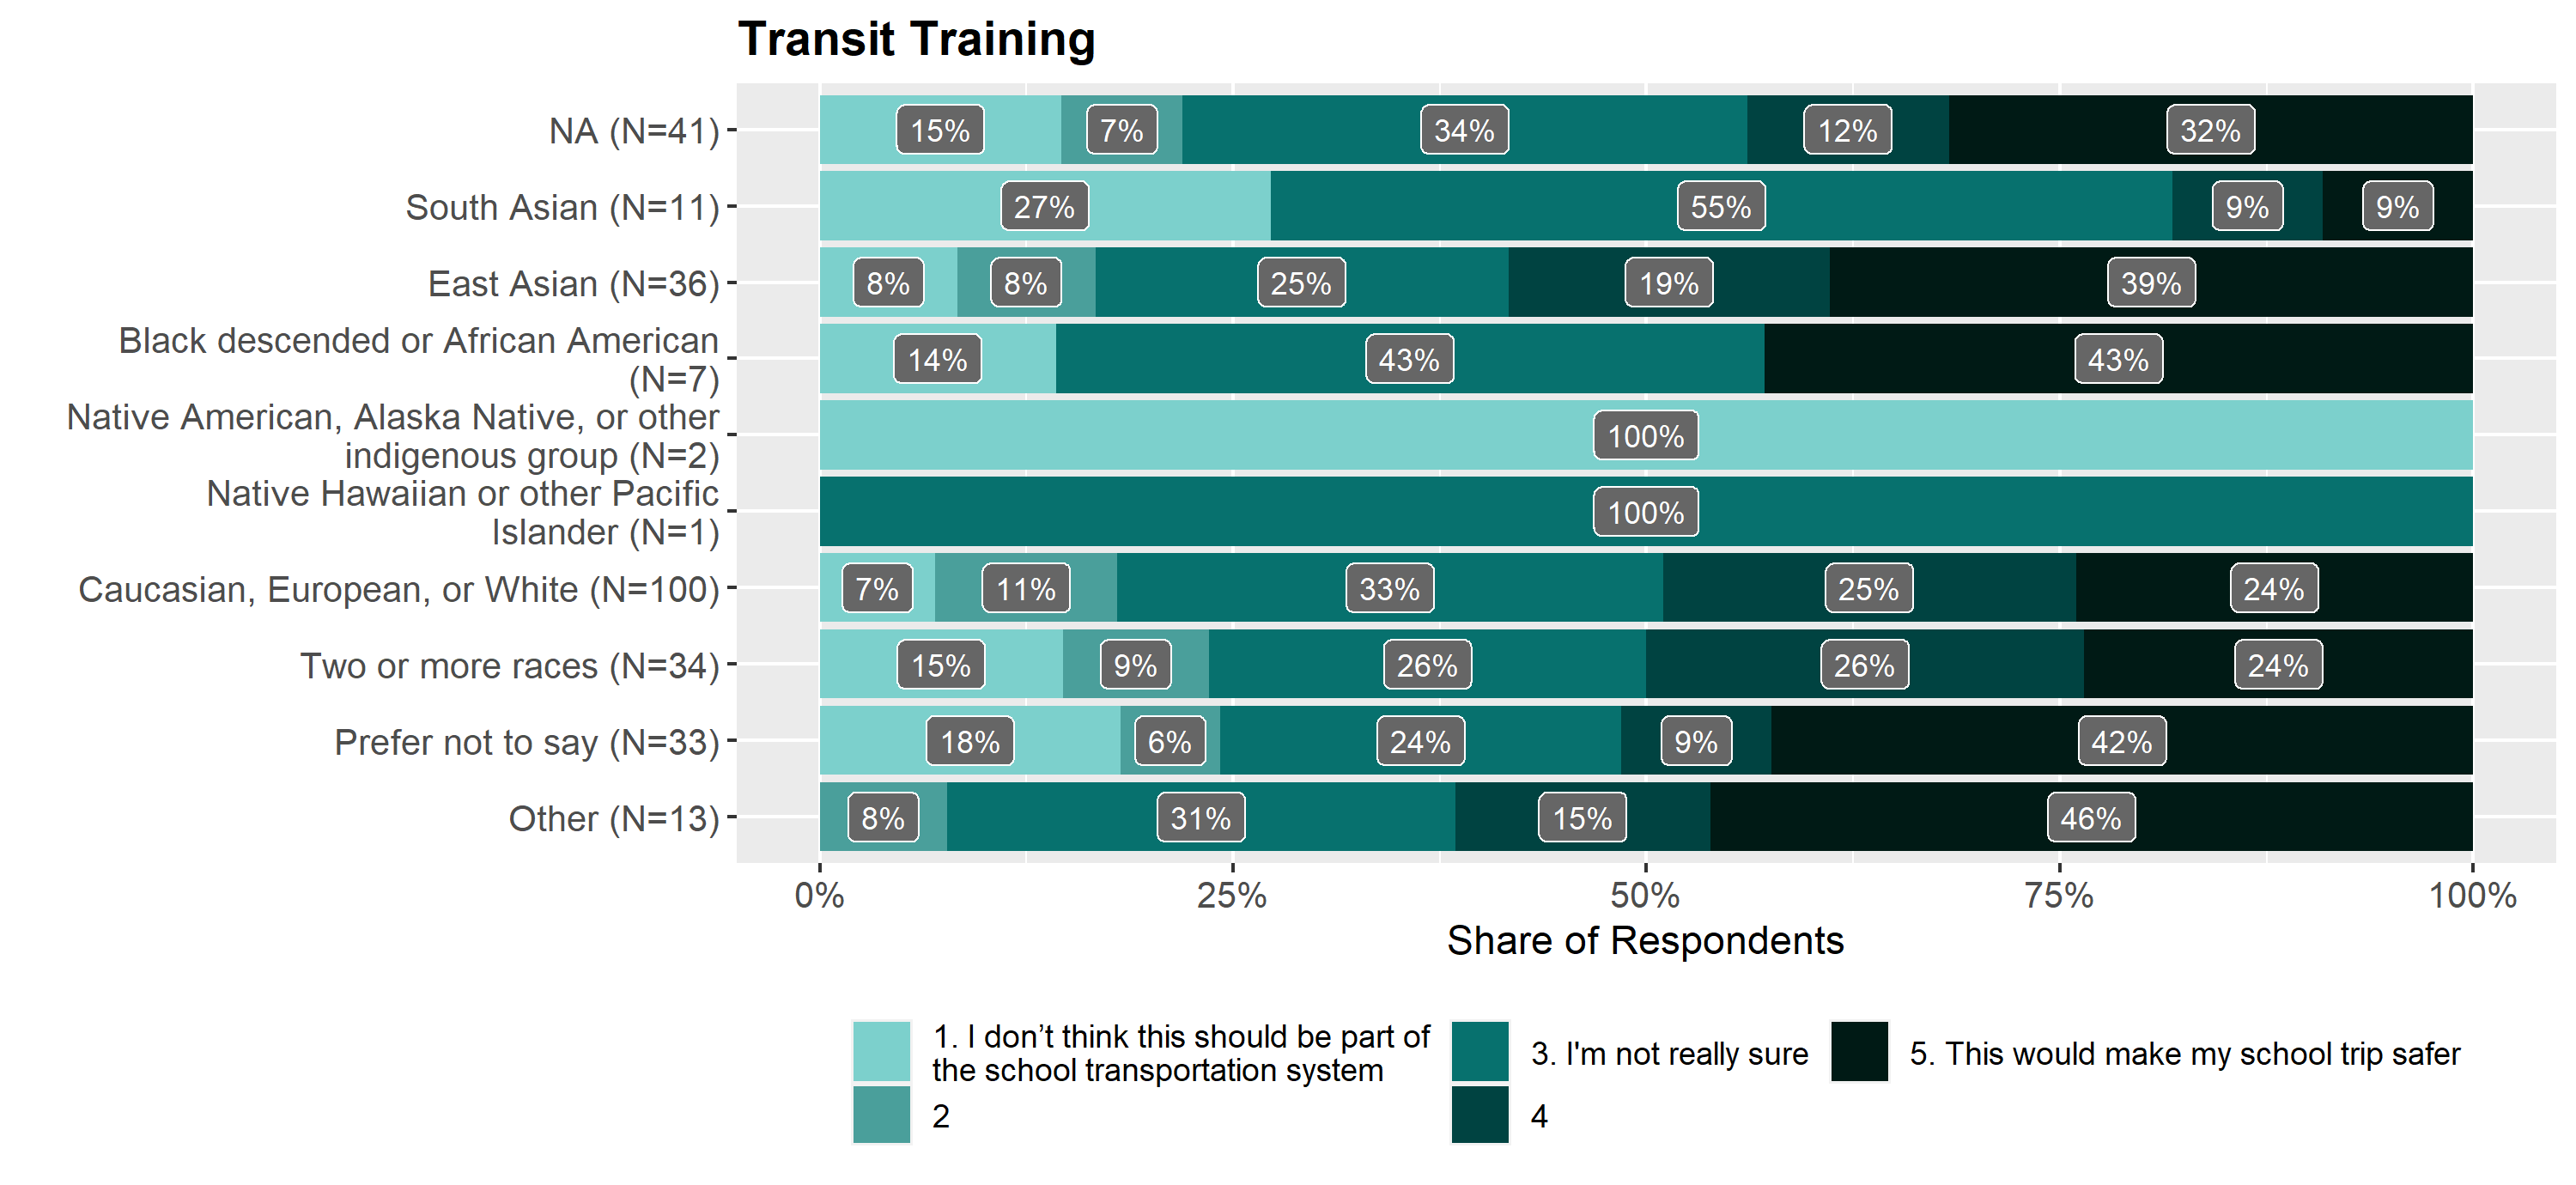 Transit Training
NA (N=41)
15% 7% 34% 12% 32%
South Asian (N=11)
27% 55% 9% 9%
East Asian (N=36)
8% 8% 25% 19% 39%
Black descended or African American
(N=7)
14% 43% 43%
Native American, Alaska Native, or other
indigenous group (N=2)
100%
Native Hawaiian or other Pacific
Islander (N=1)
100%
Caucasian, European, or White (N=100)
7% 11% 33% 25% 24%
Two or more races (N=34)
15% 9% 26% 26% 24%
Prefer not to say (N=33)
18% 6% 24% 9% 42%
Other (N=13)
8% 31% 15% 46%
0% 25% 50% 75% 100%
Share of Respondents
1. I don’t think this should be part of
the school transportation system
2
3. I'm not really sure
4
5. This would make my school trip safer